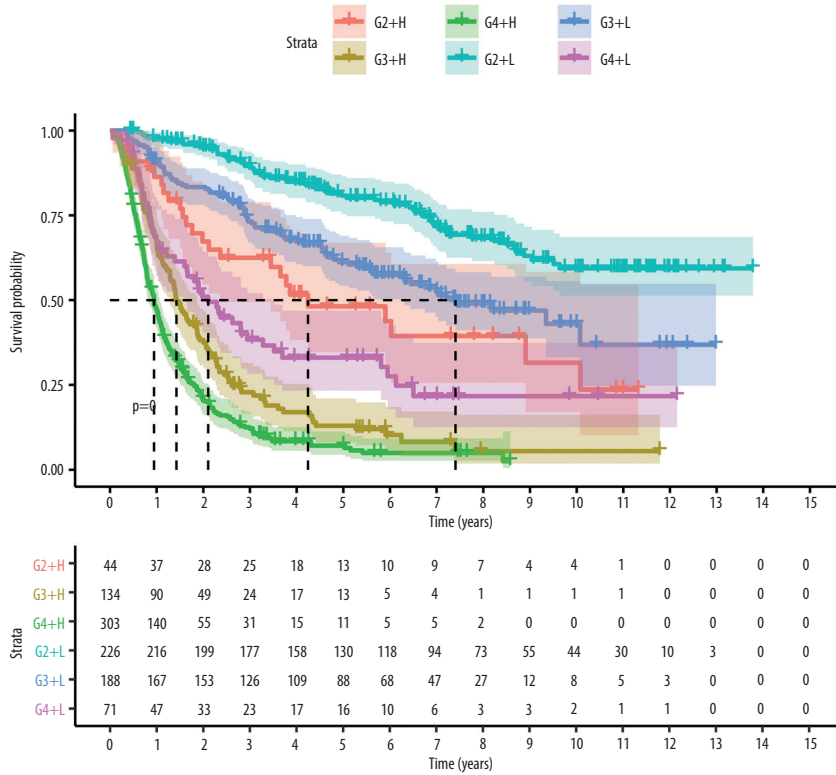 Strata
G2+H G4+H G3+L
G3+H G2+L G4+L
Survival probability
1.00
0.75
0.50
0.25
0.00
p=0
0 1 2 3 4 5 6 7 8 9 10 11 12 13 14 15
Time (years)
Strata
G2+H 44 37 28 25 18 13 10 9 7 4 4 1 0 0 0 0
G3+H 134 90 49 24 17 13 5 4 1 1 1 1 0 0 0 0
G4+H 303 140 55 31 15 11 5 5 2 0 0 0 0 0 0 0
G2+L 226 216 199 177 158 130 118 94 73 55 44 30 10 3 0 0
G3+L 188 167 153 126 109 88 68 47 27 12 8 5 3 0 0 0
G4+L 71 47 33 23 17 16 10 6 3 3 2 1 1 0 0 0
0 1 2 3 4 5 6 7 8 9 10 11 12 13 14 15
Time (years)